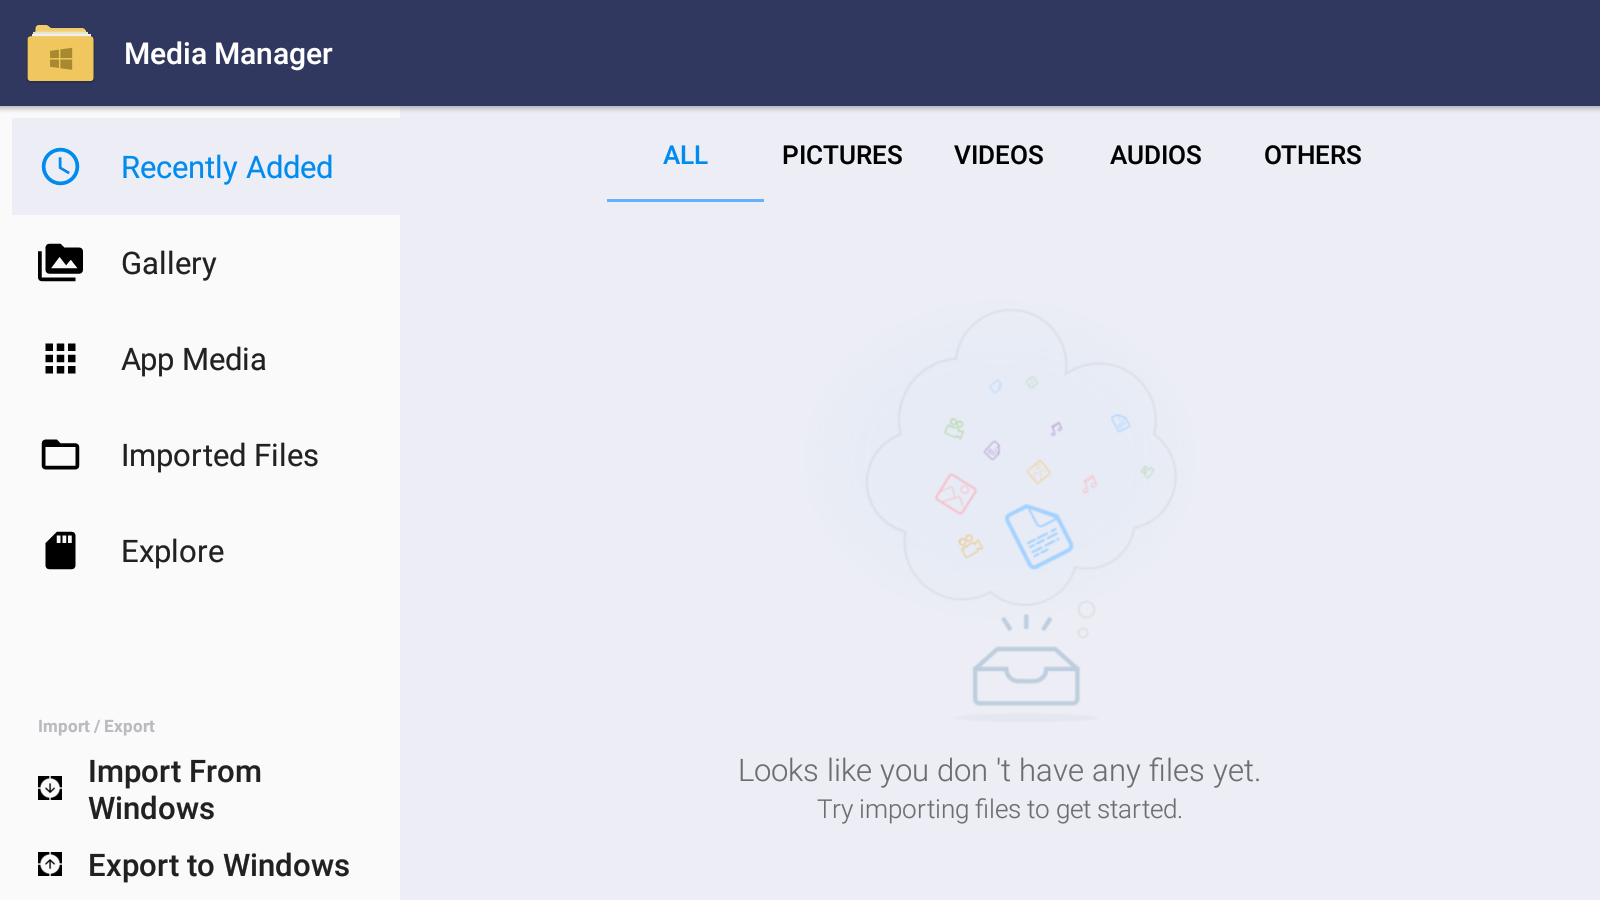 Media Manager
Recently Added
Gallery
App Media
Imported Files
Explore
Import / Export
Import From
Windows
Export to Windows
ALL PICTURES VIDEOS AUDIOS OTHERS
Looks like you don 't have any files yet.
Try importing files to get started.